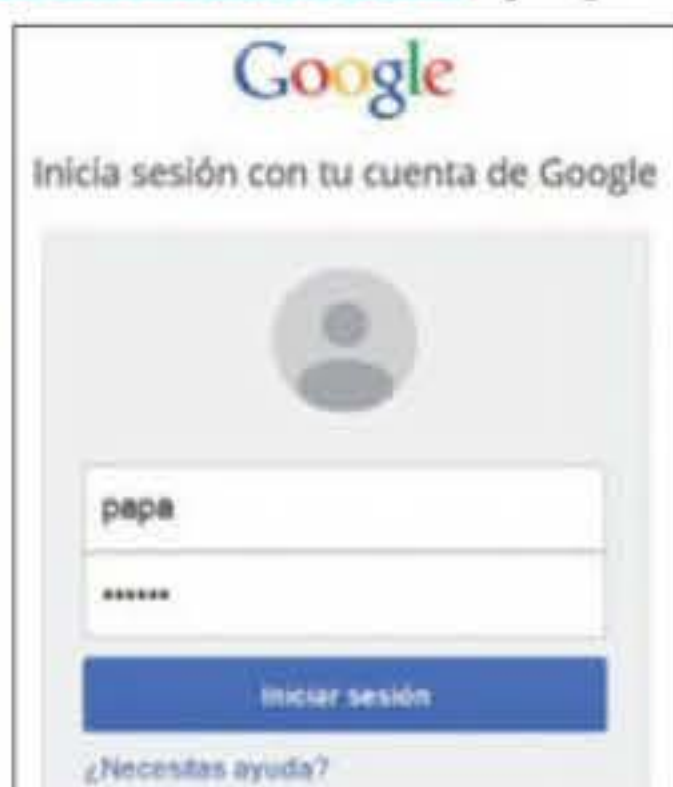 Google
Inicia sesión con tu cuenta de Google
papa
••••••
Iniciar sesión
¿Necesitas ayuda?